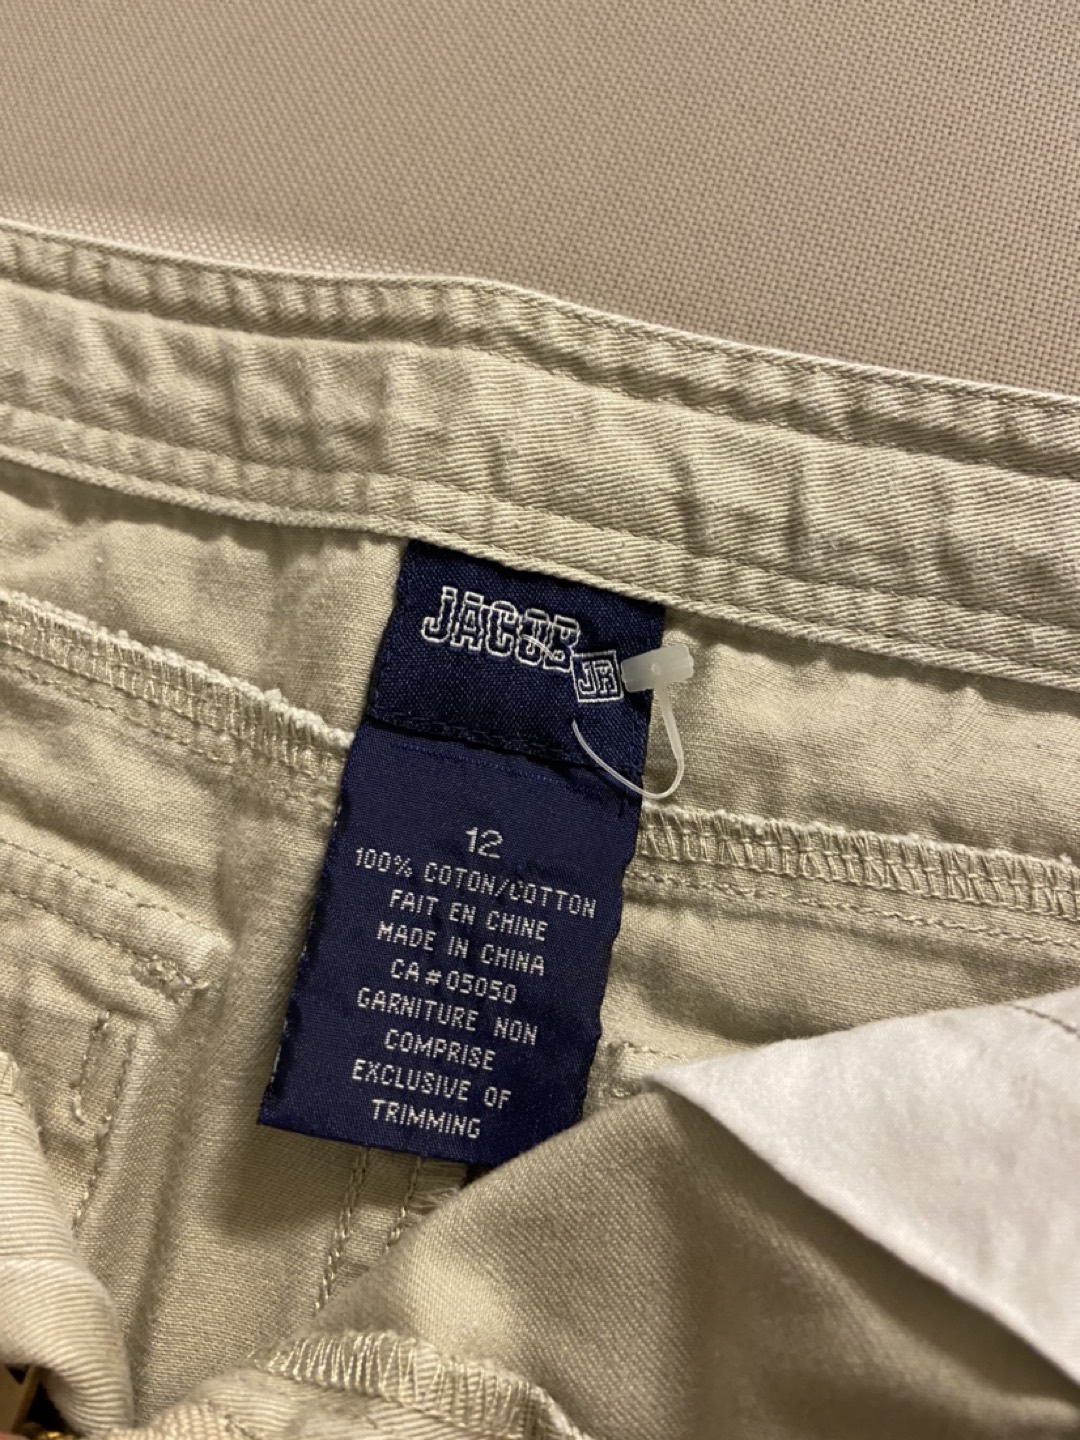 JACOB
JR
12
100% COTON/COTTON
FAIT EN CHINE
MADE IN CHINA
CA#05050
GARNITURE NON
COMPRISE
EXCLUSIVE OF
TRIMMING